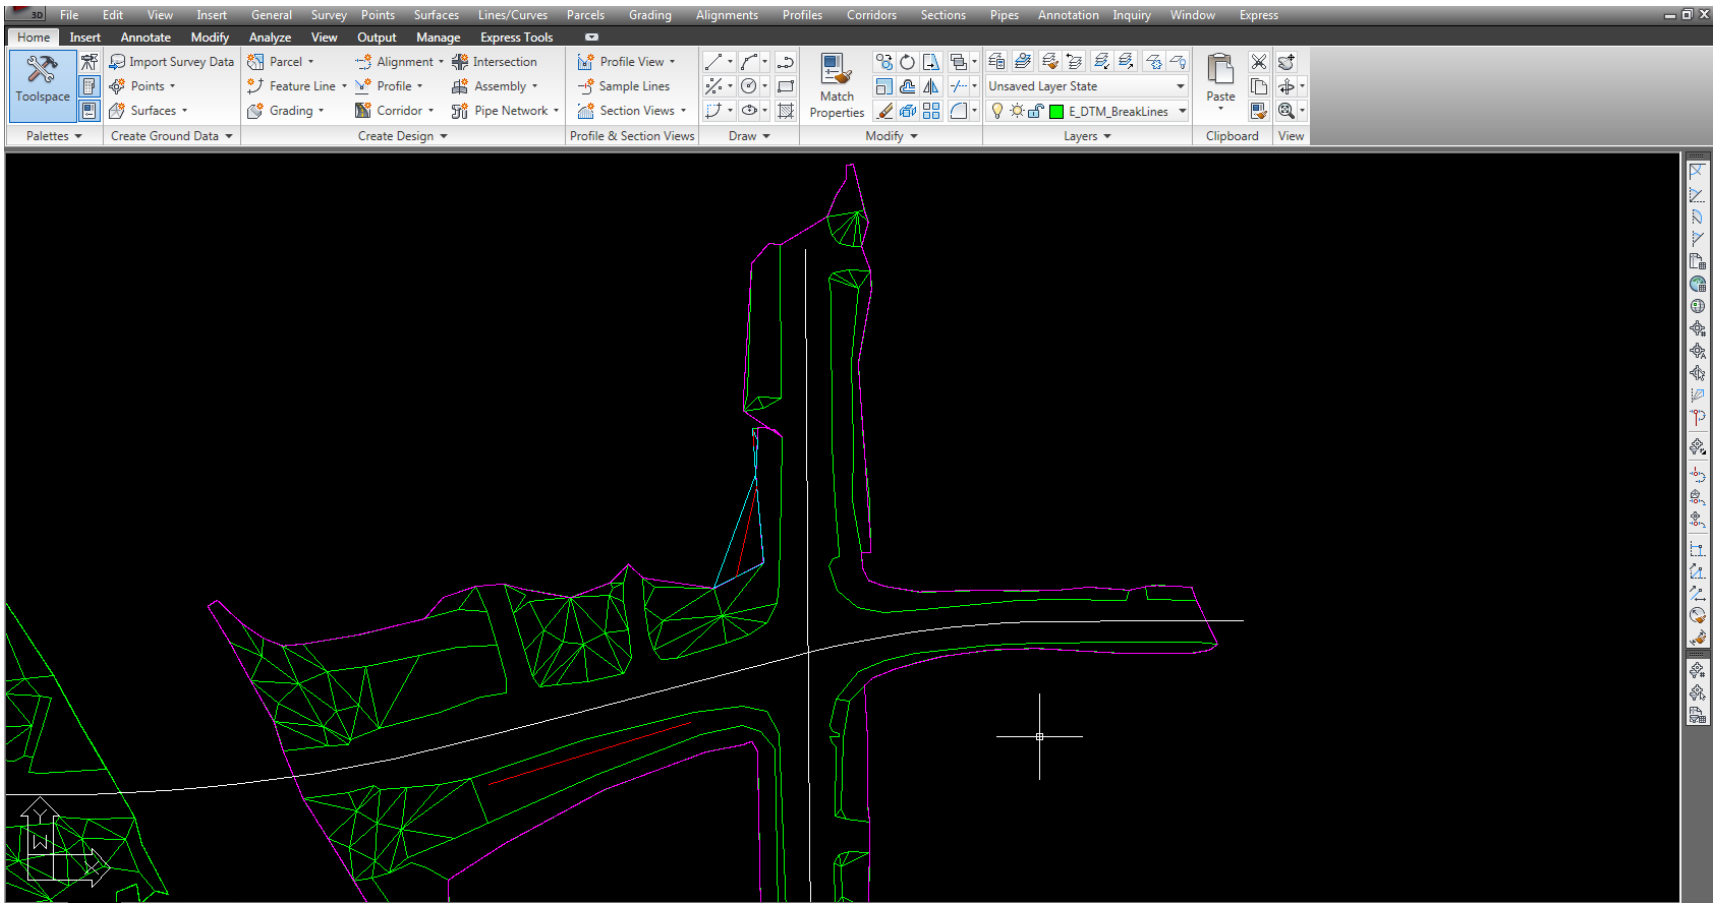 3D File Edit View Insert General Survey Points Surfaces Lines/Curves Parcels Grading Alignments Profiles Corridors Sections Pipes Annotation Inquiry Window Express
Home Insert Annotate Modify Analyze View Output Manage Express Tools
Import Survey Data Parcel Alignment Intersection Profile View
Toolspace Points Feature Line Profile Assembly Sample Lines Match Properties Unsaved Layer State Paste
Surfaces Grading Corridor Pipe Network Section Views E_DTM_BreakLines
Palettes Create Ground Data Create Design Profile & Section Views Draw Modify Layers Clipboard View
Y
W
X